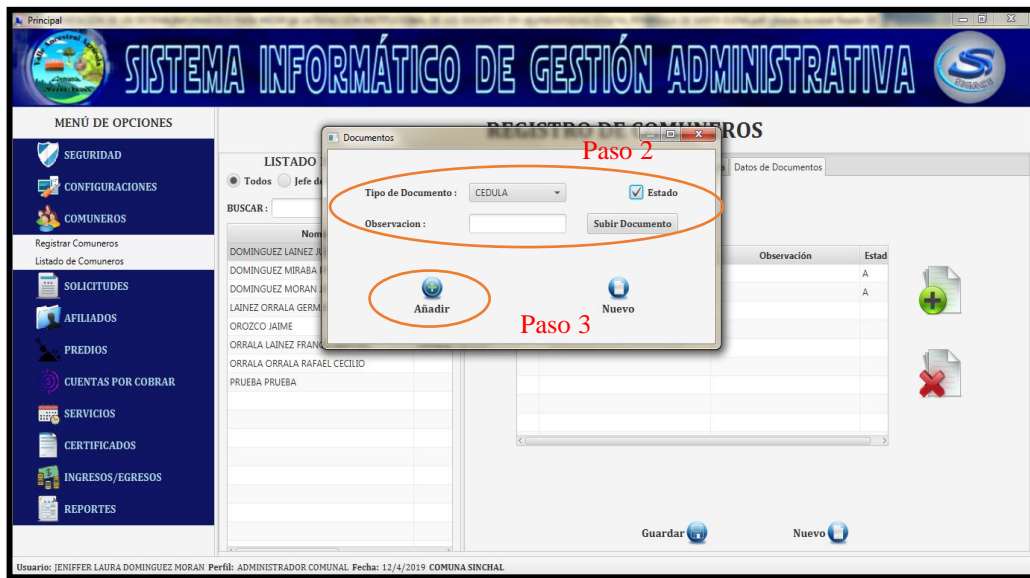 Principal
SISTEMA INFORMÁTICO DE GESTIÓN ADMINISTRATIVA
MENÚ DE OPCIONES
SEGURIDAD
CONFIGURACIONES
COMUNEROS
Registrar Comuneros
Listado de Comuneros
SOLICITUDES
AFILIADOS
PREDIOS
CUENTAS POR COBRAR
SERVICIOS
CERTIFICADOS
INGRESOS/EGRESOS
REPORTES
REGISTRO DE COMUNEROS
LISTADO
Todos Jefe de
BUSCAR :
Nom
DOMINGUEZ LAINEZ J
DOMINGUEZ MIRABA
DOMINGUEZ MORAN
LAINEZ ORRALA GERM
OROZCO JAIME
ORRALA LAINEZ FRANC
ORRALA ORRALA RAFAEL CECILIO
PRUEBA PRUEBA
Documentos
Paso 2
Tipo de Documento : CEDULA Estado
Observacion : Subir Documento
Añadir Nuevo
Paso 3
Datos de Documentos
Observación Estad
A
A
Guardar Nuevo
Usuario: JENIFFER LAURA DOMINGUEZ MORAN Perfil: ADMINISTRADOR COMUNAL Fecha: 12/4/2019 COMUNA SINCHAL